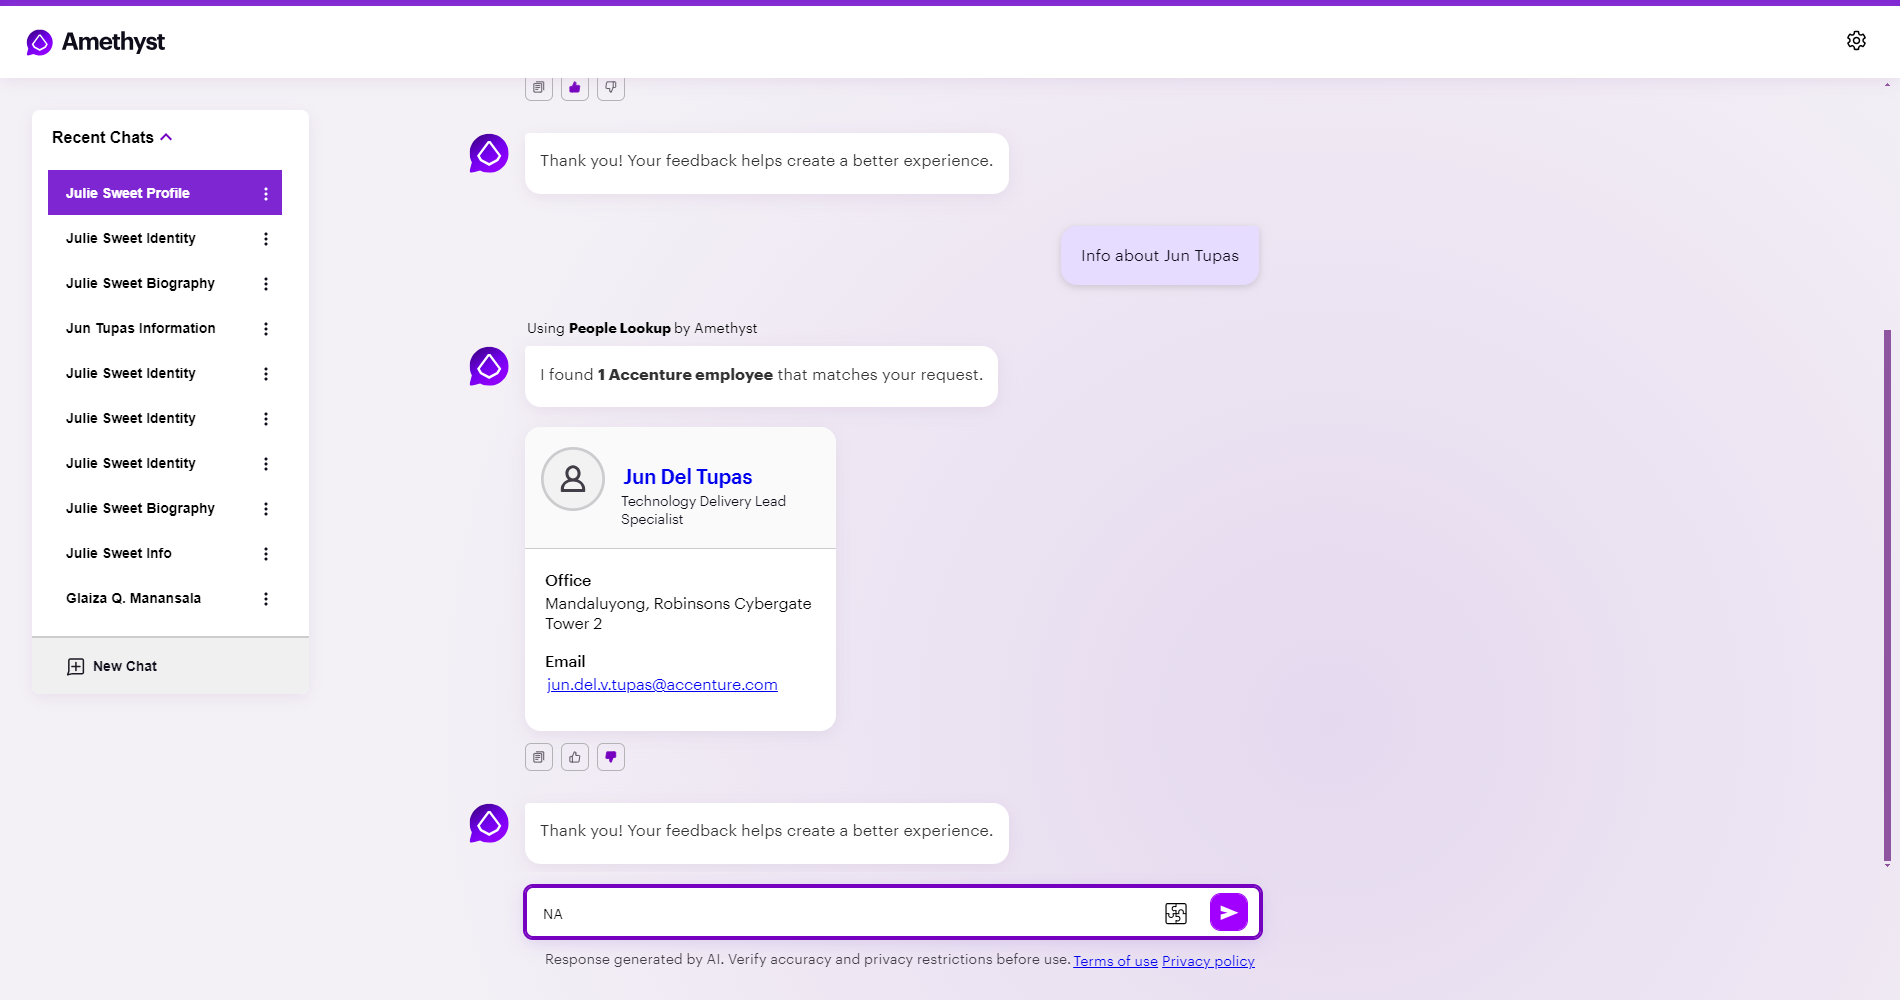 Amethyst
Recent Chats
Julie Sweet Profile
Julie Sweet Identity
Julie Sweet Biography
Jun Tupas Information
Julie Sweet Identity
Julie Sweet Identity
Julie Sweet Identity
Julie Sweet Biography
Julie Sweet Info
Glaiza Q. Manansala
New Chat
Thank you! Your feedback helps create a better experience.
Info about Jun Tupas
Using People Lookup by Amethyst
I found 1 Accenture employee that matches your request.
Jun Del Tupas
Technology Delivery Lead
Specialist
Office
Mandaluyong, Robinsons Cybergate
Tower 2
Email
jun.del.v.tupas@accenture.com
Thank you! Your feedback helps create a better experience.
NA
Response generated by AI. Verify accuracy and privacy restrictions before use. Terms of use Privacy policy